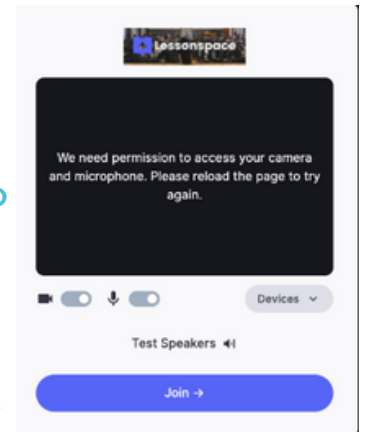 Lessonspace
We need permission to access your camera
and microphone. Please reload the page to try
again.
Devices
Test Speakers
Join →